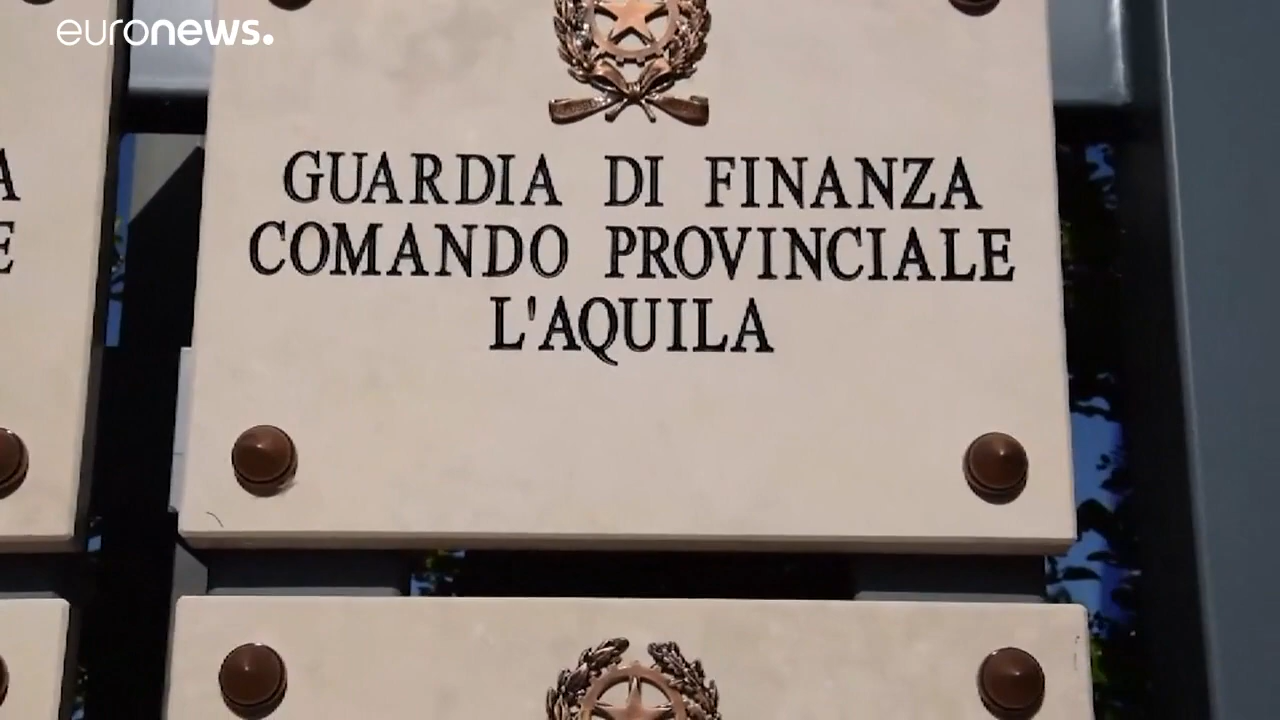 euronews.
GUARDIA DI FINANZA
COMANDO PROVINCIALE
L'AQUILA
A
E